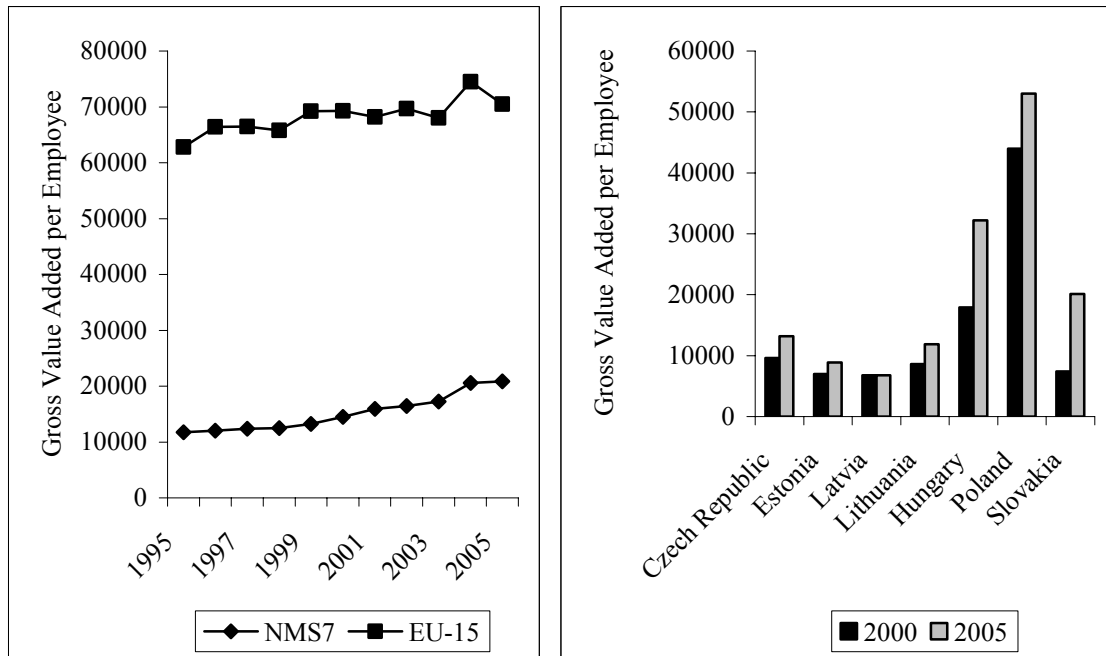 Gross Value Added per Employee
80000
70000
60000
50000
40000
30000
20000
10000
0
1995
1997
1999
2001
2003
2005
NMS7 EU-15
Gross Value Added per Employee
60000
50000
40000
30000
20000
10000
0
Czech Republic
Estonia
Latvia
Lithuania
Hungary
Poland
Slovakia
2000 2005